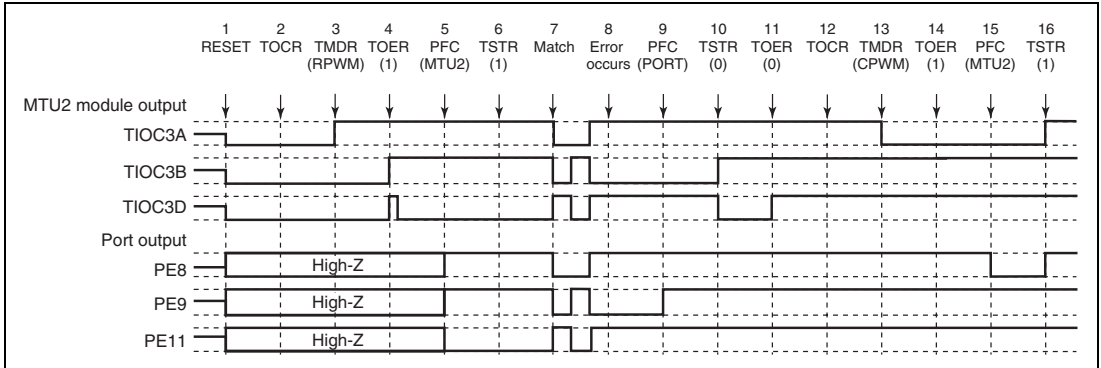 1 2 3 4 5 6 7 8 9 10 11 12 13 14 15 16
RESET TOCR TMDR TOER PFC TSTR Match Error PFC TSTR TOER TOCR TMDR TOER PFC TSTR
(RPWM) (1) (MTU2) (1) occurs (PORT) (0) (0) (CPWM) (1) (MTU2) (1)
MTU2 module output
TIOC3A
TIOC3B
TIOC3D
Port output
PE8 High-Z
PE9 High-Z
PE11 High-Z